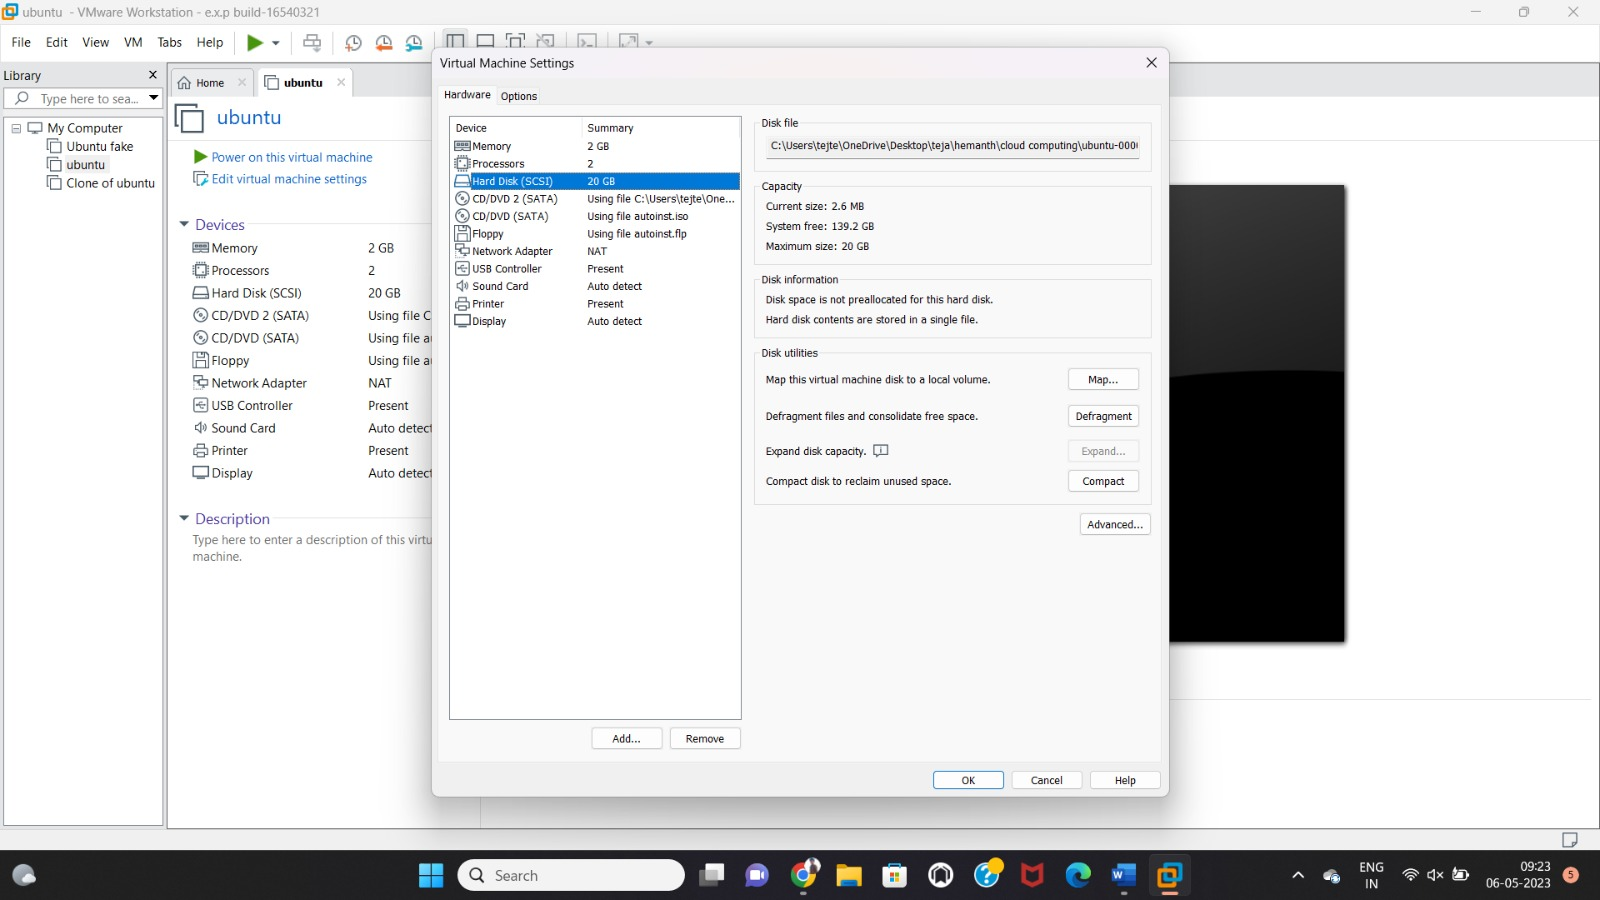 ubuntu - VMware Workstation - e.x.p build-16540321
File Edit View VM Tabs Help
Library
Type here to sea...
My Computer
Ubuntu fake
ubuntu
Clone of ubuntu
Home
ubuntu
ubuntu
Power on this virtual machine
Edit virtual machine settings
Devices
Memory 2 GB
Processors 2
Hard Disk (SCSI) 20 GB
CD/DVD 2 (SATA) Using file C
CD/DVD (SATA) Using file a
Floppy Using file a
Network Adapter NAT
USB Controller Present
Sound Card Auto detect
Printer Present
Display Auto detect
Description
Type here to enter a description of this virtu
machine.
Virtual Machine Settings
Hardware Options
Device Summary
Memory 2 GB
Processors 2
Hard Disk (SCSI) 20 GB
CD/DVD 2 (SATA) Using file C:\Users\tejte\One...
CD/DVD (SATA) Using file autoinst.iso
Floppy Using file autoinst.flp
Network Adapter NAT
USB Controller Present
Sound Card Auto detect
Printer Present
Display Auto detect
Add... Remove
Disk file
C:\Users\tejte\OneDrive\Desktop\teja\hemanth\cloud computing\ubuntu-000
Capacity
Current size: 2.6 MB
System free: 139.2 GB
Maximum size: 20 GB
Disk information
Disk space is not preallocated for this hard disk.
Hard disk contents are stored in a single file.
Disk utilities
Map this virtual machine disk to a local volume. Map...
Defragment files and consolidate free space. Defragment
Expand disk capacity. Expand...
Compact disk to reclaim unused space. Compact
Advanced...
OK Cancel Help
Search
ENG
IN
09:23
06-05-2023
5